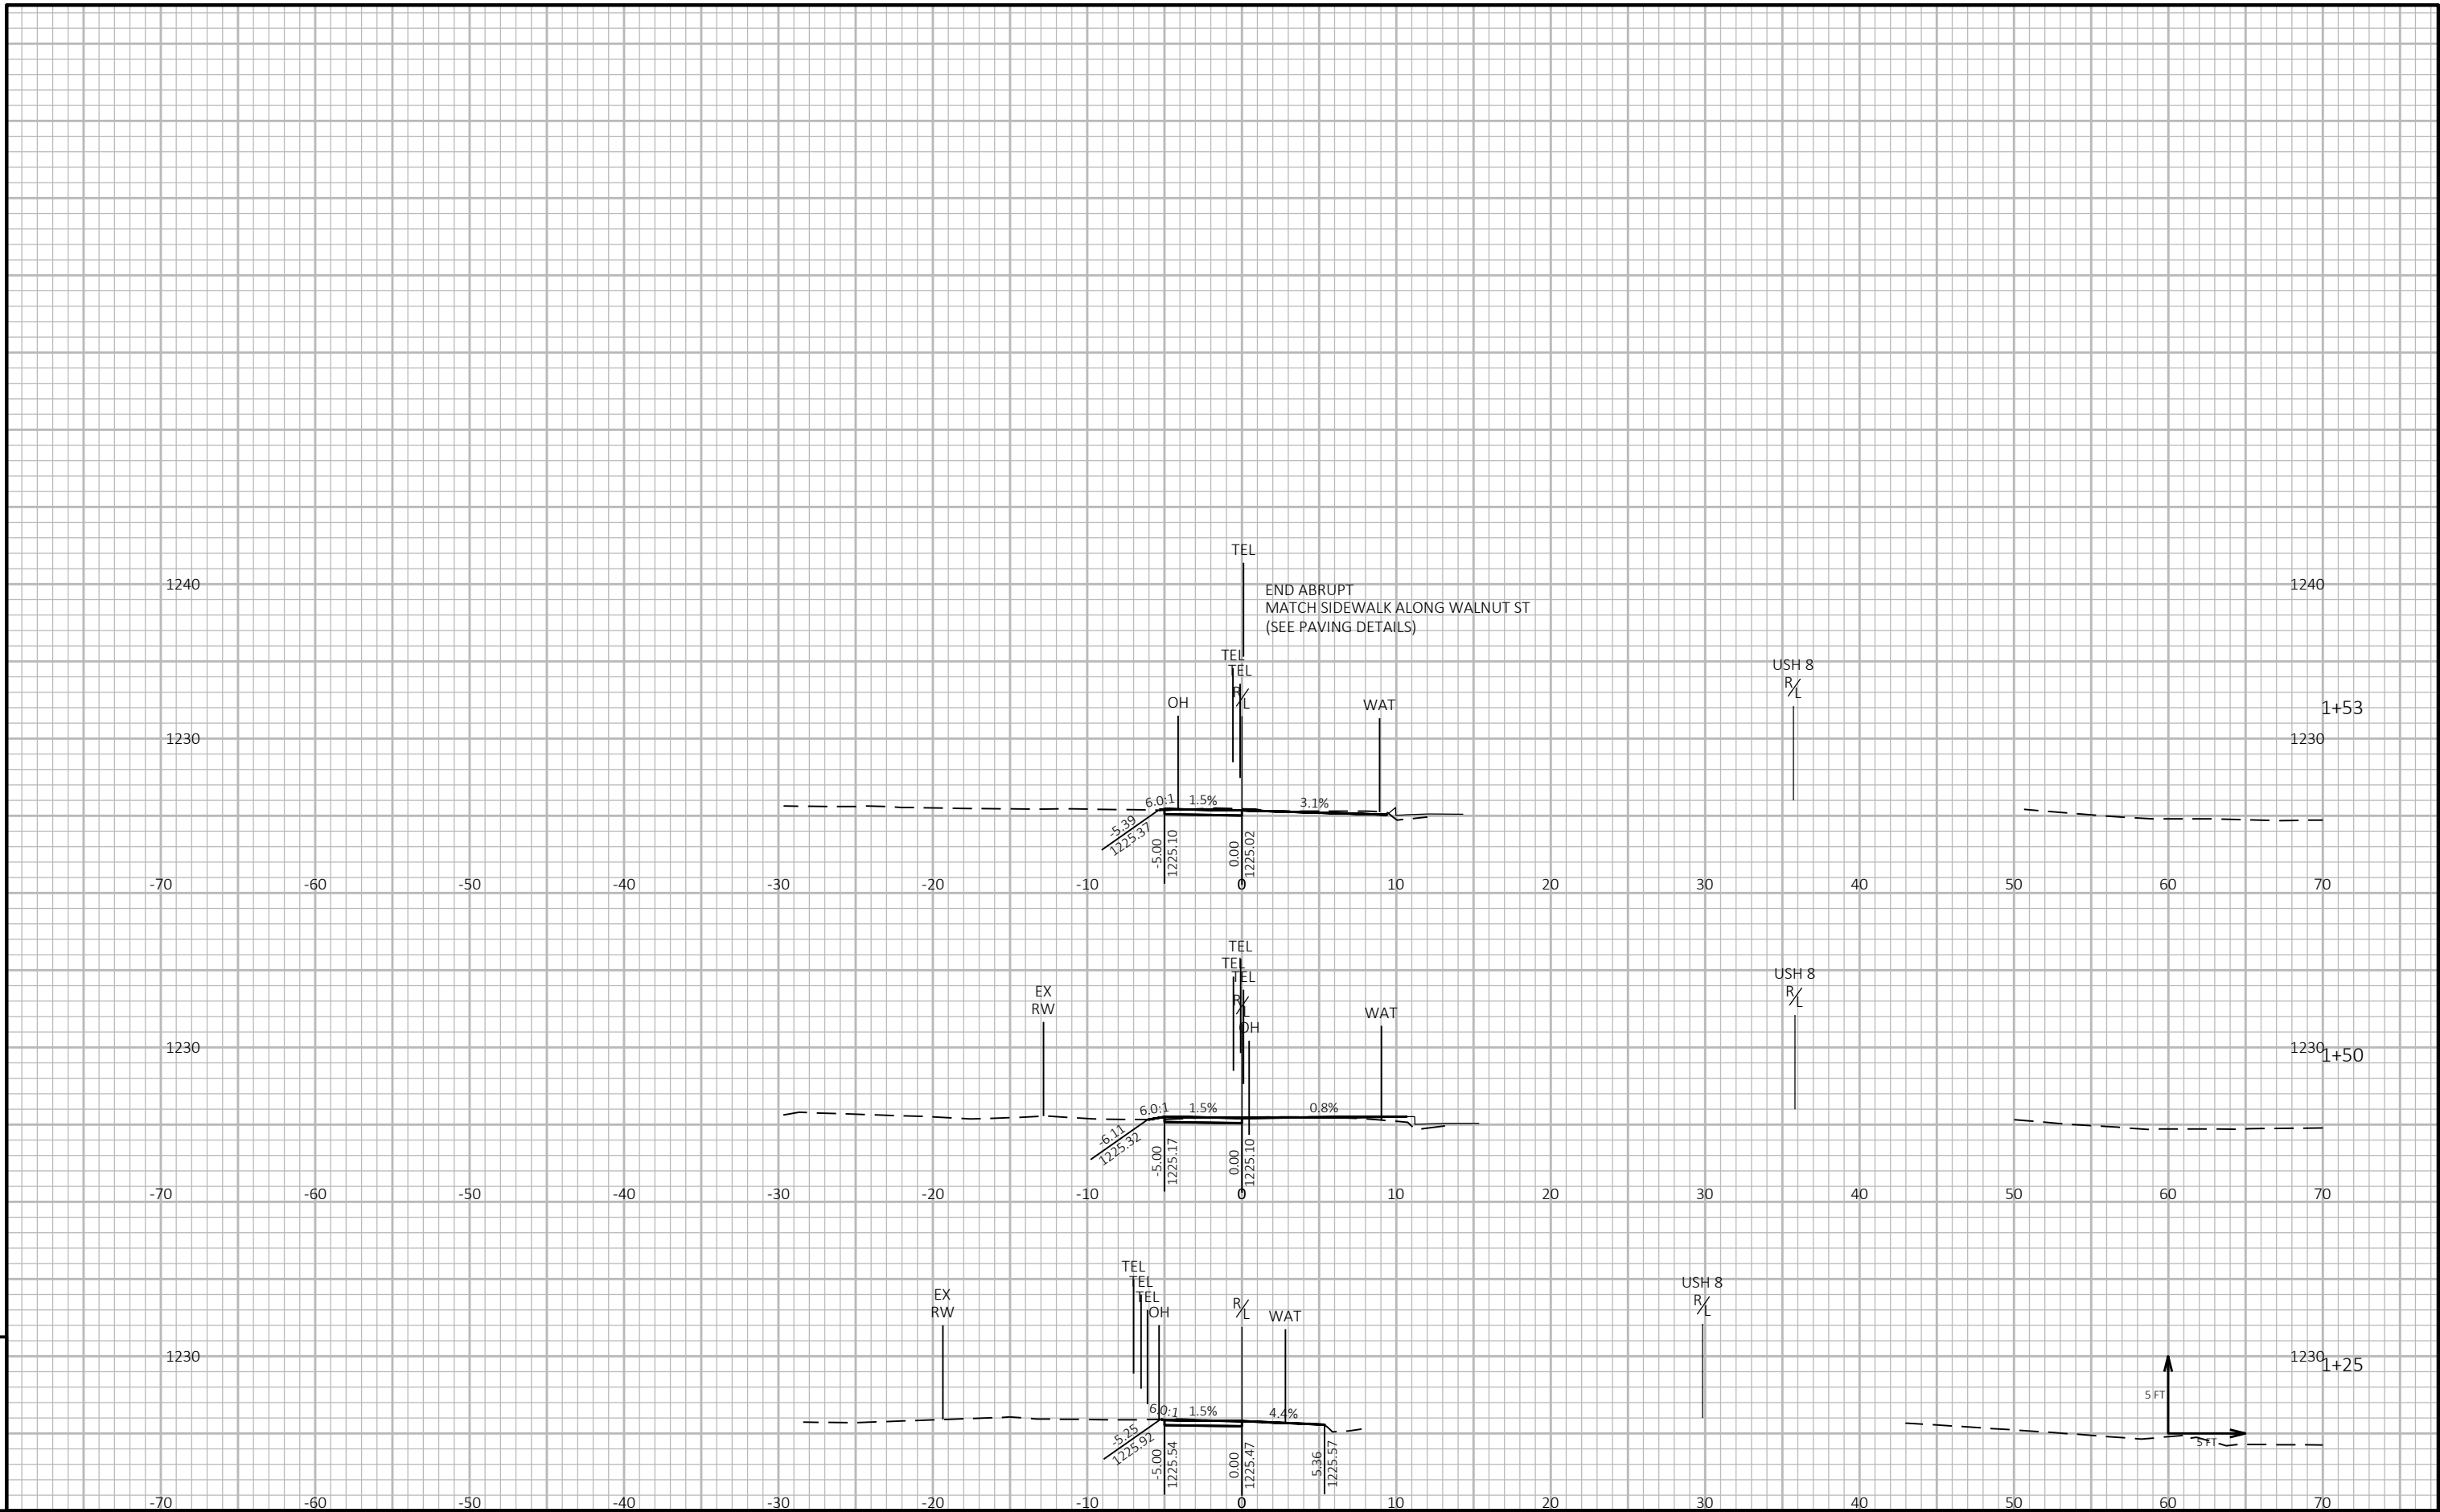 TEL
1240
END ABRUPT
1240
MATCH SIDEWALK ALONG WALNUT ST
(SEE PAVING DETAILS)
TEL
TEL
USH 8
R/L
R/L
OH
WAT
1+53
1230
1230
6.0:1
1.5%
3.1%
-5.39
1225.37
-5.00
1225.10
0.00
1225.02
-70
-60
-50
-40
-30
-20
-10
0
10
20
30
40
50
60
70
TEL
TEL
TEL
USH 8
EX
RW
R/L
R/L
OH
WAT
1230
1230
1+50
6.0:1
1.5%
0.8%
-6.11
1225.32
-5.00
1225.17
0.00
1225.10
-70
-60
-50
-40
-30
-20
-10
0
10
20
30
40
50
60
70
TEL
TEL
TEL
OH
EX
RW
R/L
WAT
USH 8
R/L
1230
1230
1+25
5 FT
5 FT
6.0:1
1.5%
4.4%
-5.25
1225.92
-5.00
1225.54
0.00
1225.47
5.36
1225.57
-70
-60
-50
-40
-30
-20
-10
0
10
20
30
40
50
60
70